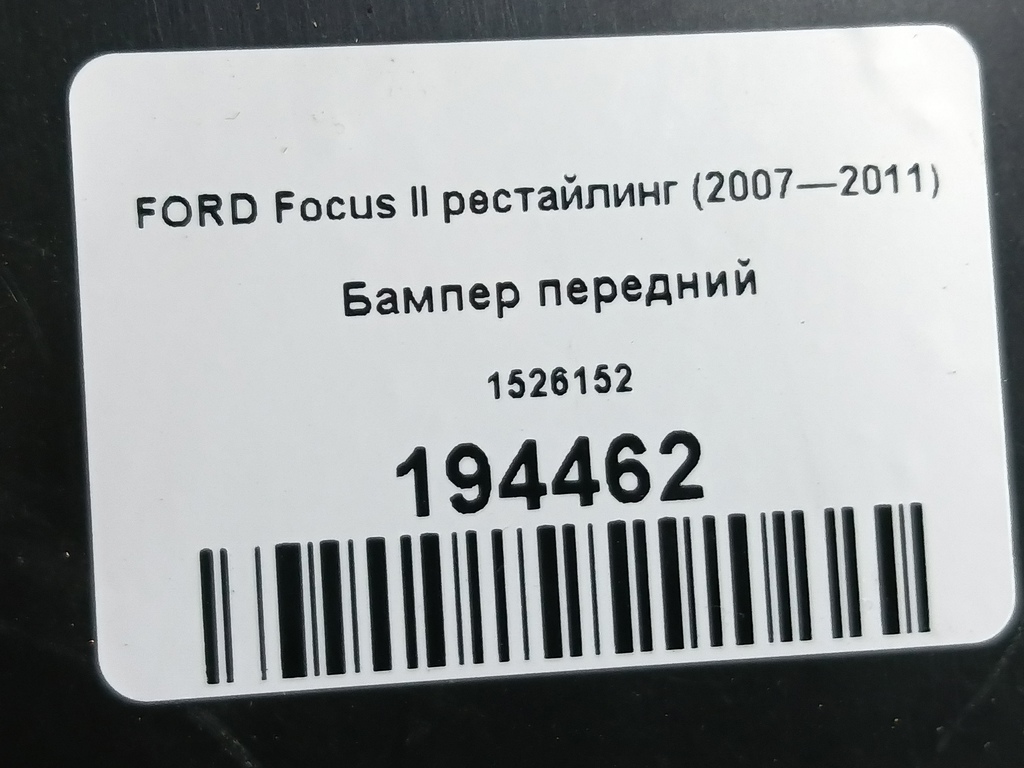 FORD Focus II рестайлинг (2007—2011)
Бампер передний
1526152
194462